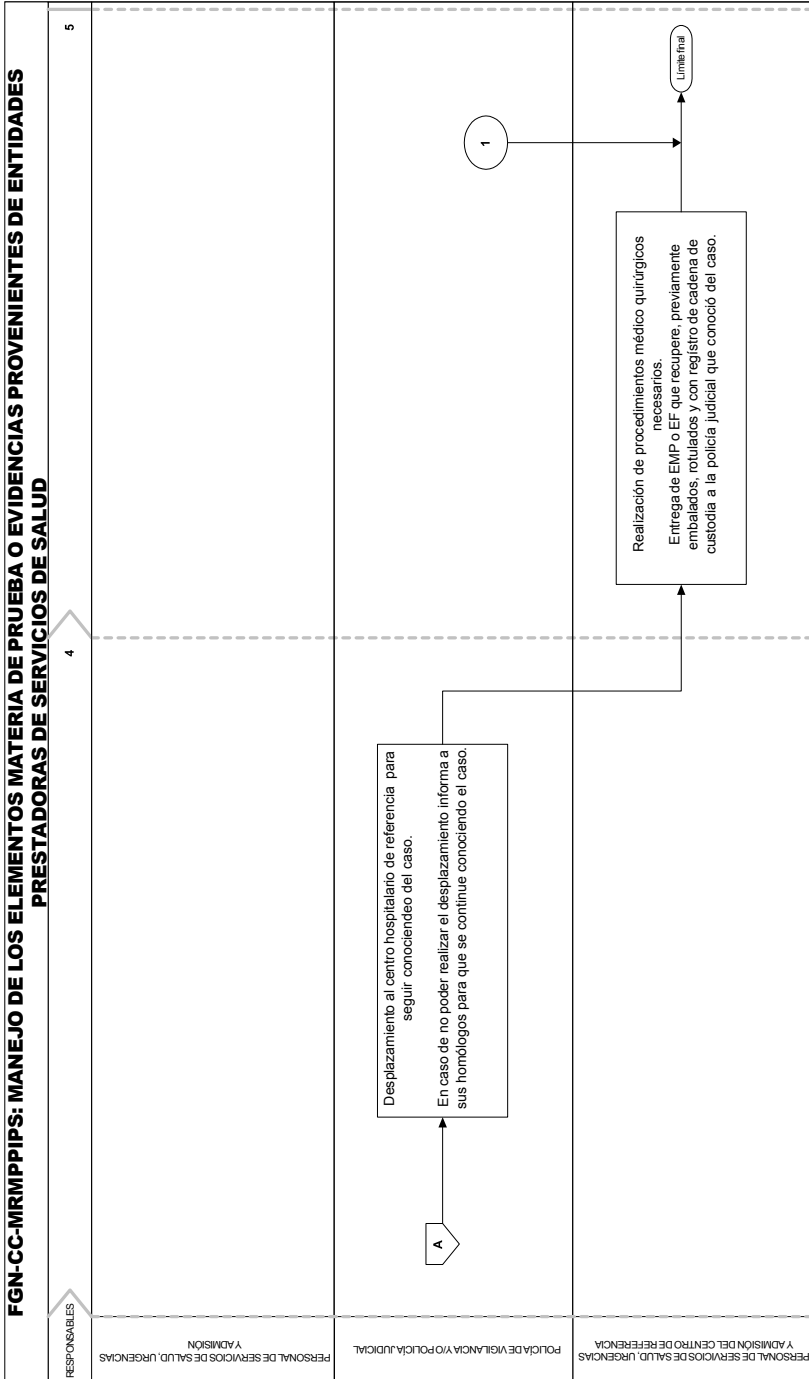 FGN-CC-MRMPPIPS: MANEJO DE LOS ELEMENTOS MATERIA DE PRUEBA O EVIDENCIAS PROVENIENTES DE ENTIDADES
PRESTADORAS DE SERVICIOS DE SALUD
RESPONSABLES
4
5
PERSONAL DE SERVICIOS DE SALUD, URGENCIAS
Y ADMISIÓN
POLICÍA DE VIGILANCIA Y/O POLICÍA JUDICIAL
A
Desplazamiento al centro hospitalario de referencia para
seguir conociendeo del caso.
En caso de no poder realizar el desplazamiento informa a
sus homólogos para que se continue conociendo el caso.
1
PERSONAL DE SERVICIOS DE SALUD, URGENCIAS
Y ADMISIÓN DEL CENTRO DE REFERENCIA
Realización de procedimientos médico quirúrgicos
necesarios.
Entrega de EMP o EF que recupere, previamente
embalados, rotulados y con regístro de cadena de
custodia a la policía judicial que conoció del caso.
Límite final